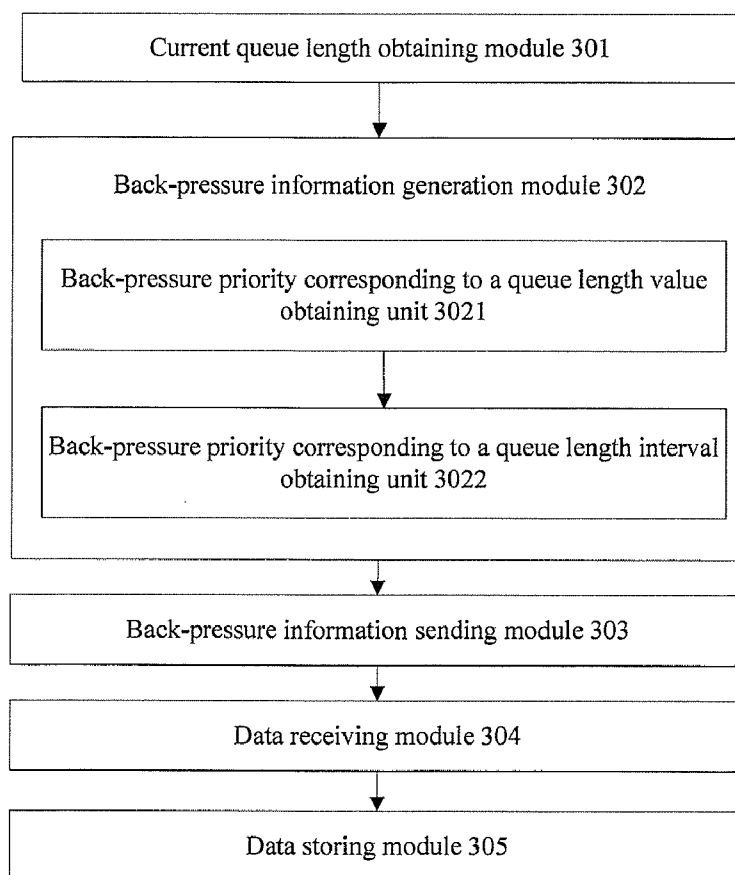 Current queue length obtaining module 301
Back-pressure information generation module 302
Back-pressure priority corresponding to a queue length value
obtaining unit 3021
Back-pressure priority corresponding to a queue length interval
obtaining unit 3022
Back-pressure information sending module 303
Data receiving module 304
Data storing module 305